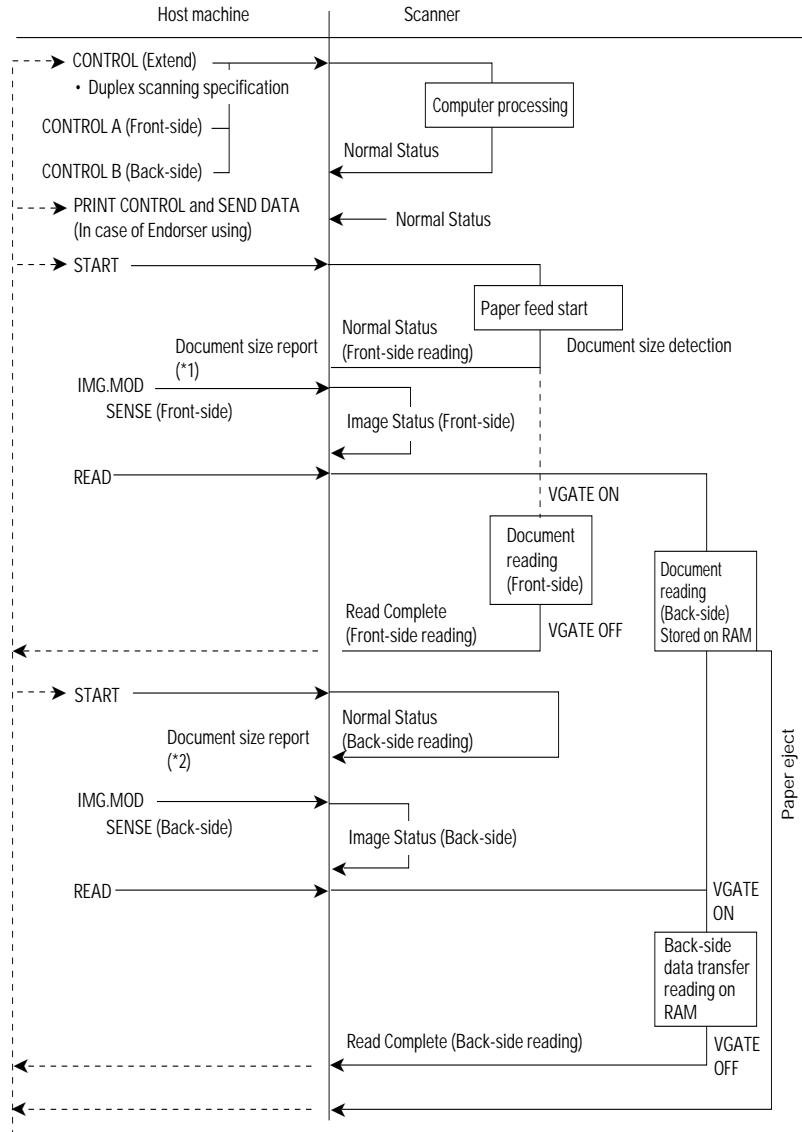 Host machine
Scanner
CONTROL (Extend)
• Duplex scanning specification
Computer processing
CONTROL A (Front-side)
Normal Status
CONTROL B (Back-side)
PRINT CONTROL and SEND DATA
(In case of Endorser using)
Normal Status
START
Paper feed start
Normal Status
(Front-side reading)
Document size detection
Document size report
(*1)
IMG.MOD
SENSE (Front-side)
Image Status (Front-side)
READ
VGATE ON
Document
reading
(Front-side)
Document
reading
(Back-side)
Stored on RAM
Read Complete
(Front-side reading)
VGATE OFF
START
Normal Status
(Back-side reading)
Document size report
(*2)
Paper eject
IMG.MOD
SENSE (Back-side)
Image Status (Back-side)
READ
VGATE
ON
Back-side
data transfer
reading on
RAM
Read Complete (Back-side reading)
VGATE
OFF